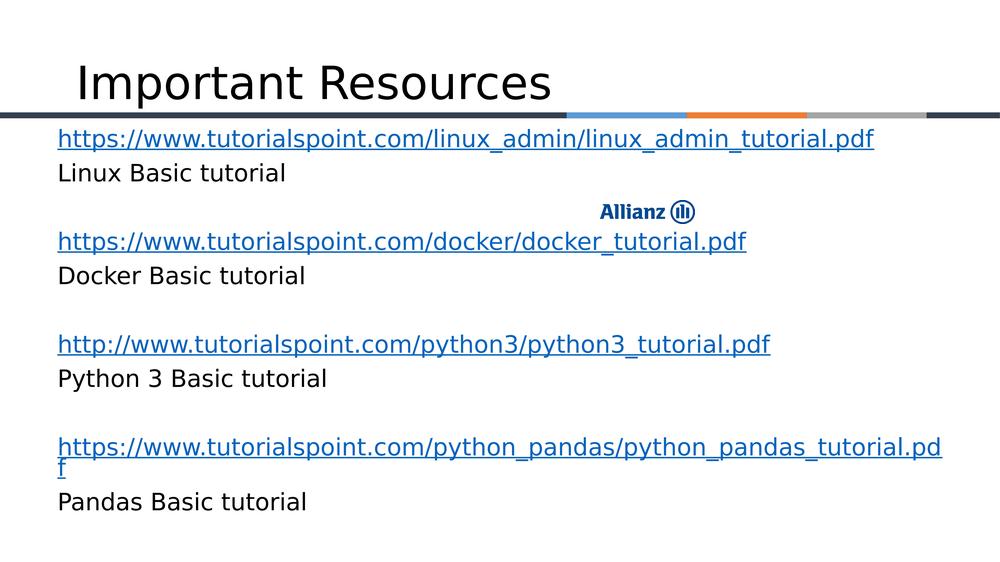 Important Resources
https://www.tutorialspoint.com/linux_admin/linux_admin_tutorial.pdf
Linux Basic tutorial
Allianz
https://www.tutorialspoint.com/docker/docker_tutorial.pdf
Docker Basic tutorial
http://www.tutorialspoint.com/python3/python3_tutorial.pdf
Python 3 Basic tutorial
https://www.tutorialspoint.com/python_pandas/python_pandas_tutorial.pd
f
Pandas Basic tutorial